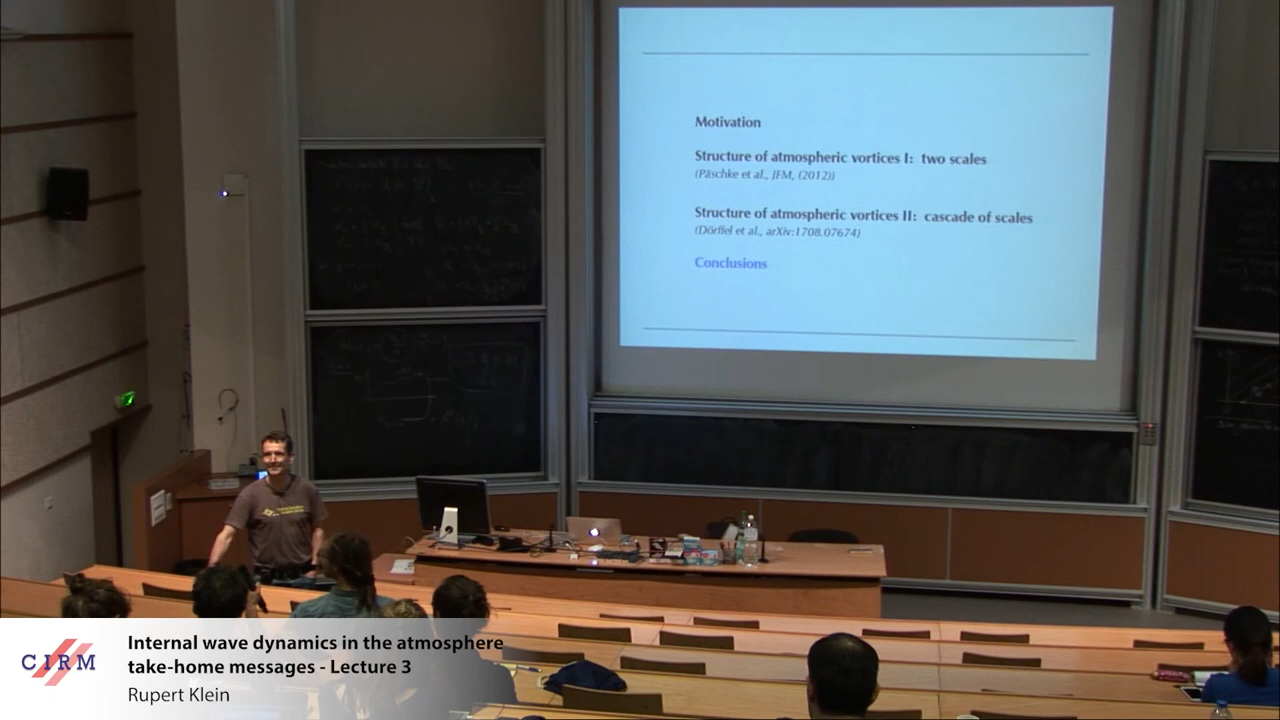 Motivation
Structure of atmospheric vortices I: two scales
(Päschke et al., JFM, (2012))
Structure of atmospheric vortices II: cascade of scales
(Dörffel et al., arXiv:1708.07674)
Conclusions
CIRM
Internal wave dynamics in the atmosphere
take-home messages - Lecture 3
Rupert Klein